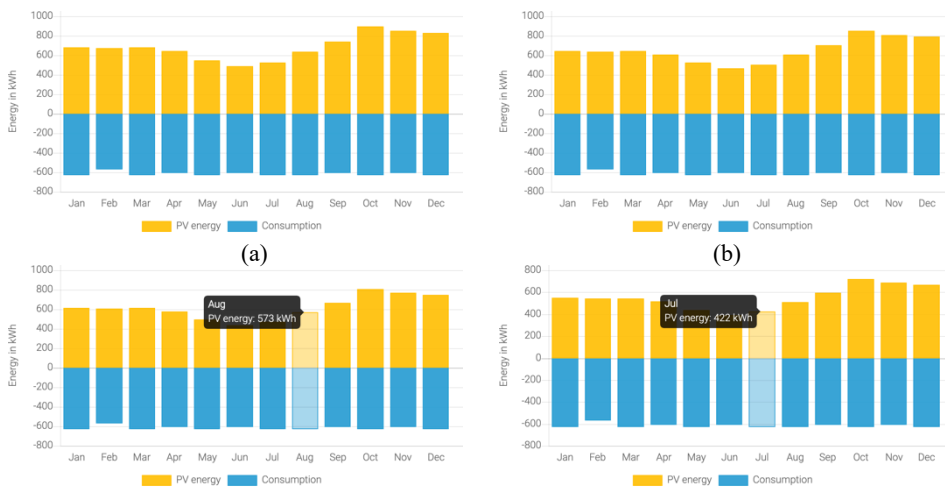 1000
800
600
400
200
0
-200
-400
-600
-800
Energy in kWh
Jan Feb Mar Apr May Jun Jul Aug Sep Oct Nov Dec
PV energy Consumption
(a)
1000
800
600
400
200
0
-200
-400
-600
-800
Energy in kWh
Jan Feb Mar Apr May Jun Jul Aug Sep Oct Nov Dec
PV energy Consumption
(b)
1000
800
600
400
200
0
-200
-400
-600
-800
Energy in kWh
Aug
PV energy: 573 kWh
Jan Feb Mar Apr May Jun Jul Aug Sep Oct Nov Dec
PV energy Consumption
800
600
400
200
0
-200
-400
-600
-800
Energy in kWh
Jul
PV energy: 422 kWh
Jan Feb Mar Apr May Jun Jul Aug Sep Oct Nov Dec
PV energy Consumption